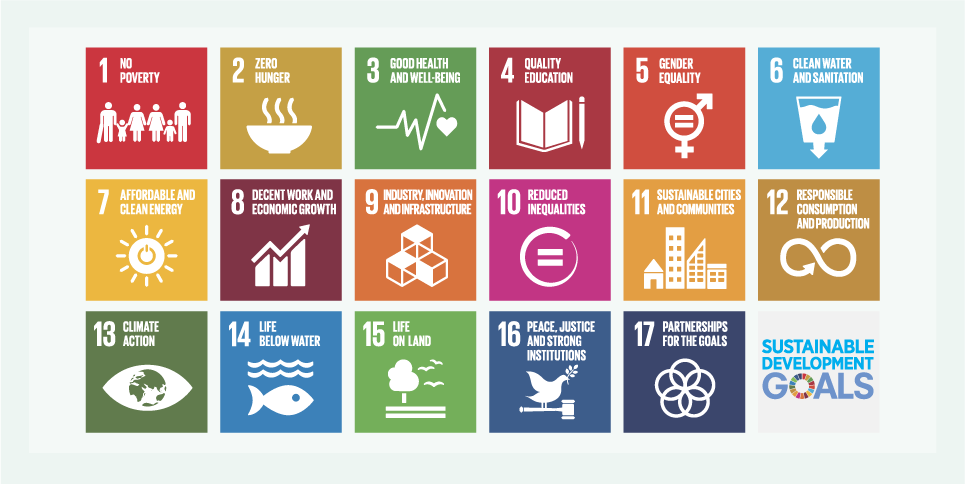 1 NO
POVERTY
2 ZERO
HUNGER
3 GOOD HEALTH
AND WELL-BEING
4 QUALITY
EDUCATION
5 GENDER
EQUALITY
6 CLEAN WATER
AND SANITATION
7 AFFORDABLE AND
CLEAN ENERGY
8 DECENT WORK AND
ECONOMIC GROWTH
9 INDUSTRY, INNOVATION
AND INFRASTRUCTURE
10 REDUCED
INEQUALITIES
11 SUSTAINABLE CITIES
AND COMMUNITIES
12 RESPONSIBLE
CONSUMPTION
AND PRODUCTION
13 CLIMATE
ACTION
14 LIFE
BELOW WATER
15 LIFE
ON LAND
16 PEACE, JUSTICE
AND STRONG
INSTITUTIONS
17 PARTNERSHIPS
FOR THE GOALS
SUSTAINABLE
DEVELOPMENT
GOALS